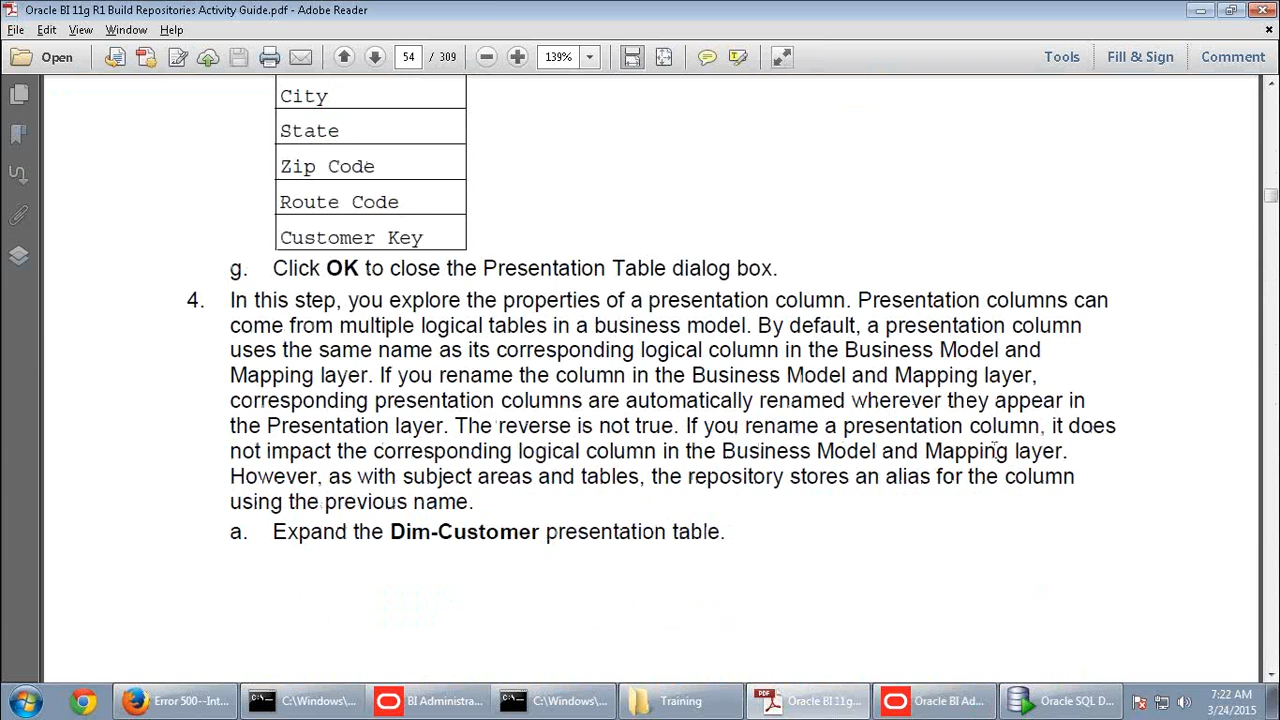 Oracle BI 11g R1 Build Repositories Activity Guide.pdf - Adobe Reader
File Edit View Window Help
Open 54 / 309 139% Tools Fill & Sign Comment
City
State
Zip Code
Route Code
Customer Key
g. Click OK to close the Presentation Table dialog box.
4. In this step, you explore the properties of a presentation column. Presentation columns can
come from multiple logical tables in a business model. By default, a presentation column
uses the same name as its corresponding logical column in the Business Model and
Mapping layer. If you rename the column in the Business Model and Mapping layer,
corresponding presentation columns are automatically renamed wherever they appear in
the Presentation layer. The reverse is not true. If you rename a presentation column, it does
not impact the corresponding logical column in the Business Model and Mapping layer.
However, as with subject areas and tables, the repository stores an alias for the column
using the previous name.
a. Expand the Dim-Customer presentation table.
Error 500--Int... C:\Windows\... BI Administra... C:\Windows\... Training Oracle BI 11g... Oracle BI Ad... Oracle SQL D... 7:22 AM
3/24/2015